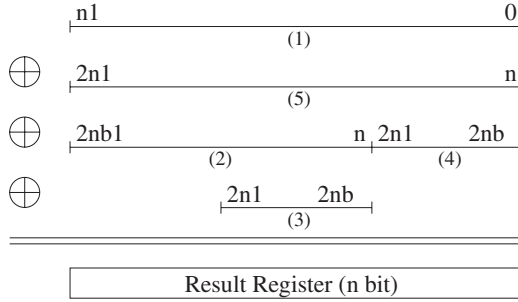 n1 0
(1)
2n1 n
(5)
2nb1 n 2n1 2nb
(2) (4)
2n1 2nb
(3)
Result Register (n bit)